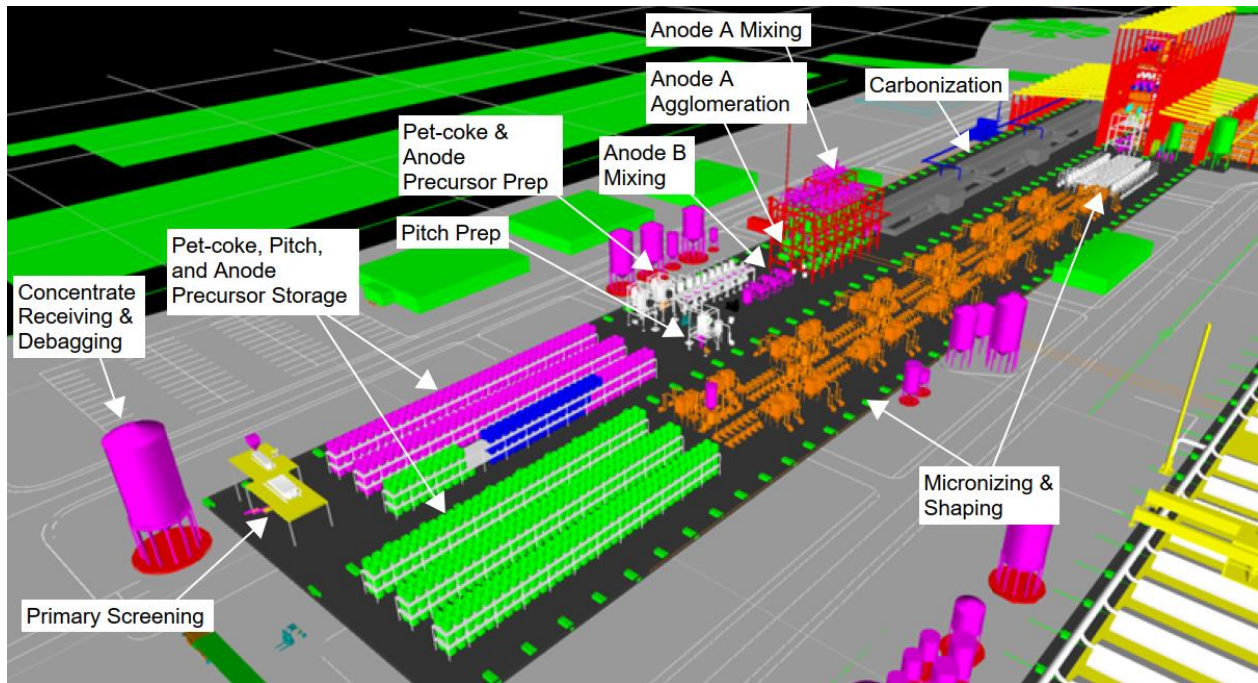 Anode A Mixing
Anode A
Agglomeration
Carbonization
Pet-coke &
Anode
Precursor Prep
Anode B
Mixing
Pitch Prep
Pet-coke, Pitch,
and Anode
Precursor Storage
Concentrate
Receiving &
Debagging
Micronizing &
Shaping
Primary Screening